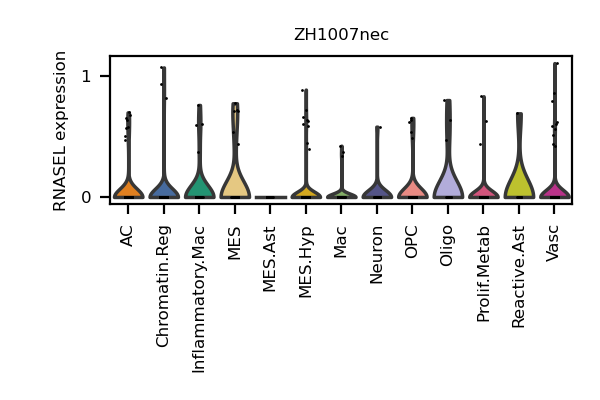 ZH1007nec
RNASEL expression
1
0
AC
Chromatin.Reg
Inflammatory.Mac
MES
MES.Ast
MES.Hyp
Mac
Neuron
OPC
Oligo
Prolif.Metab
Reactive.Ast
Vasc